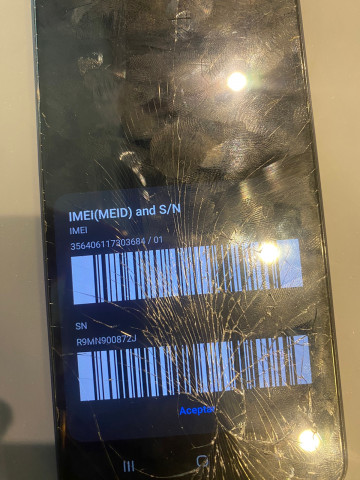 IMEI(MEID) and S/N
IMEI
356406117303684 / 01
SN
R9MN900872J
Aceptar